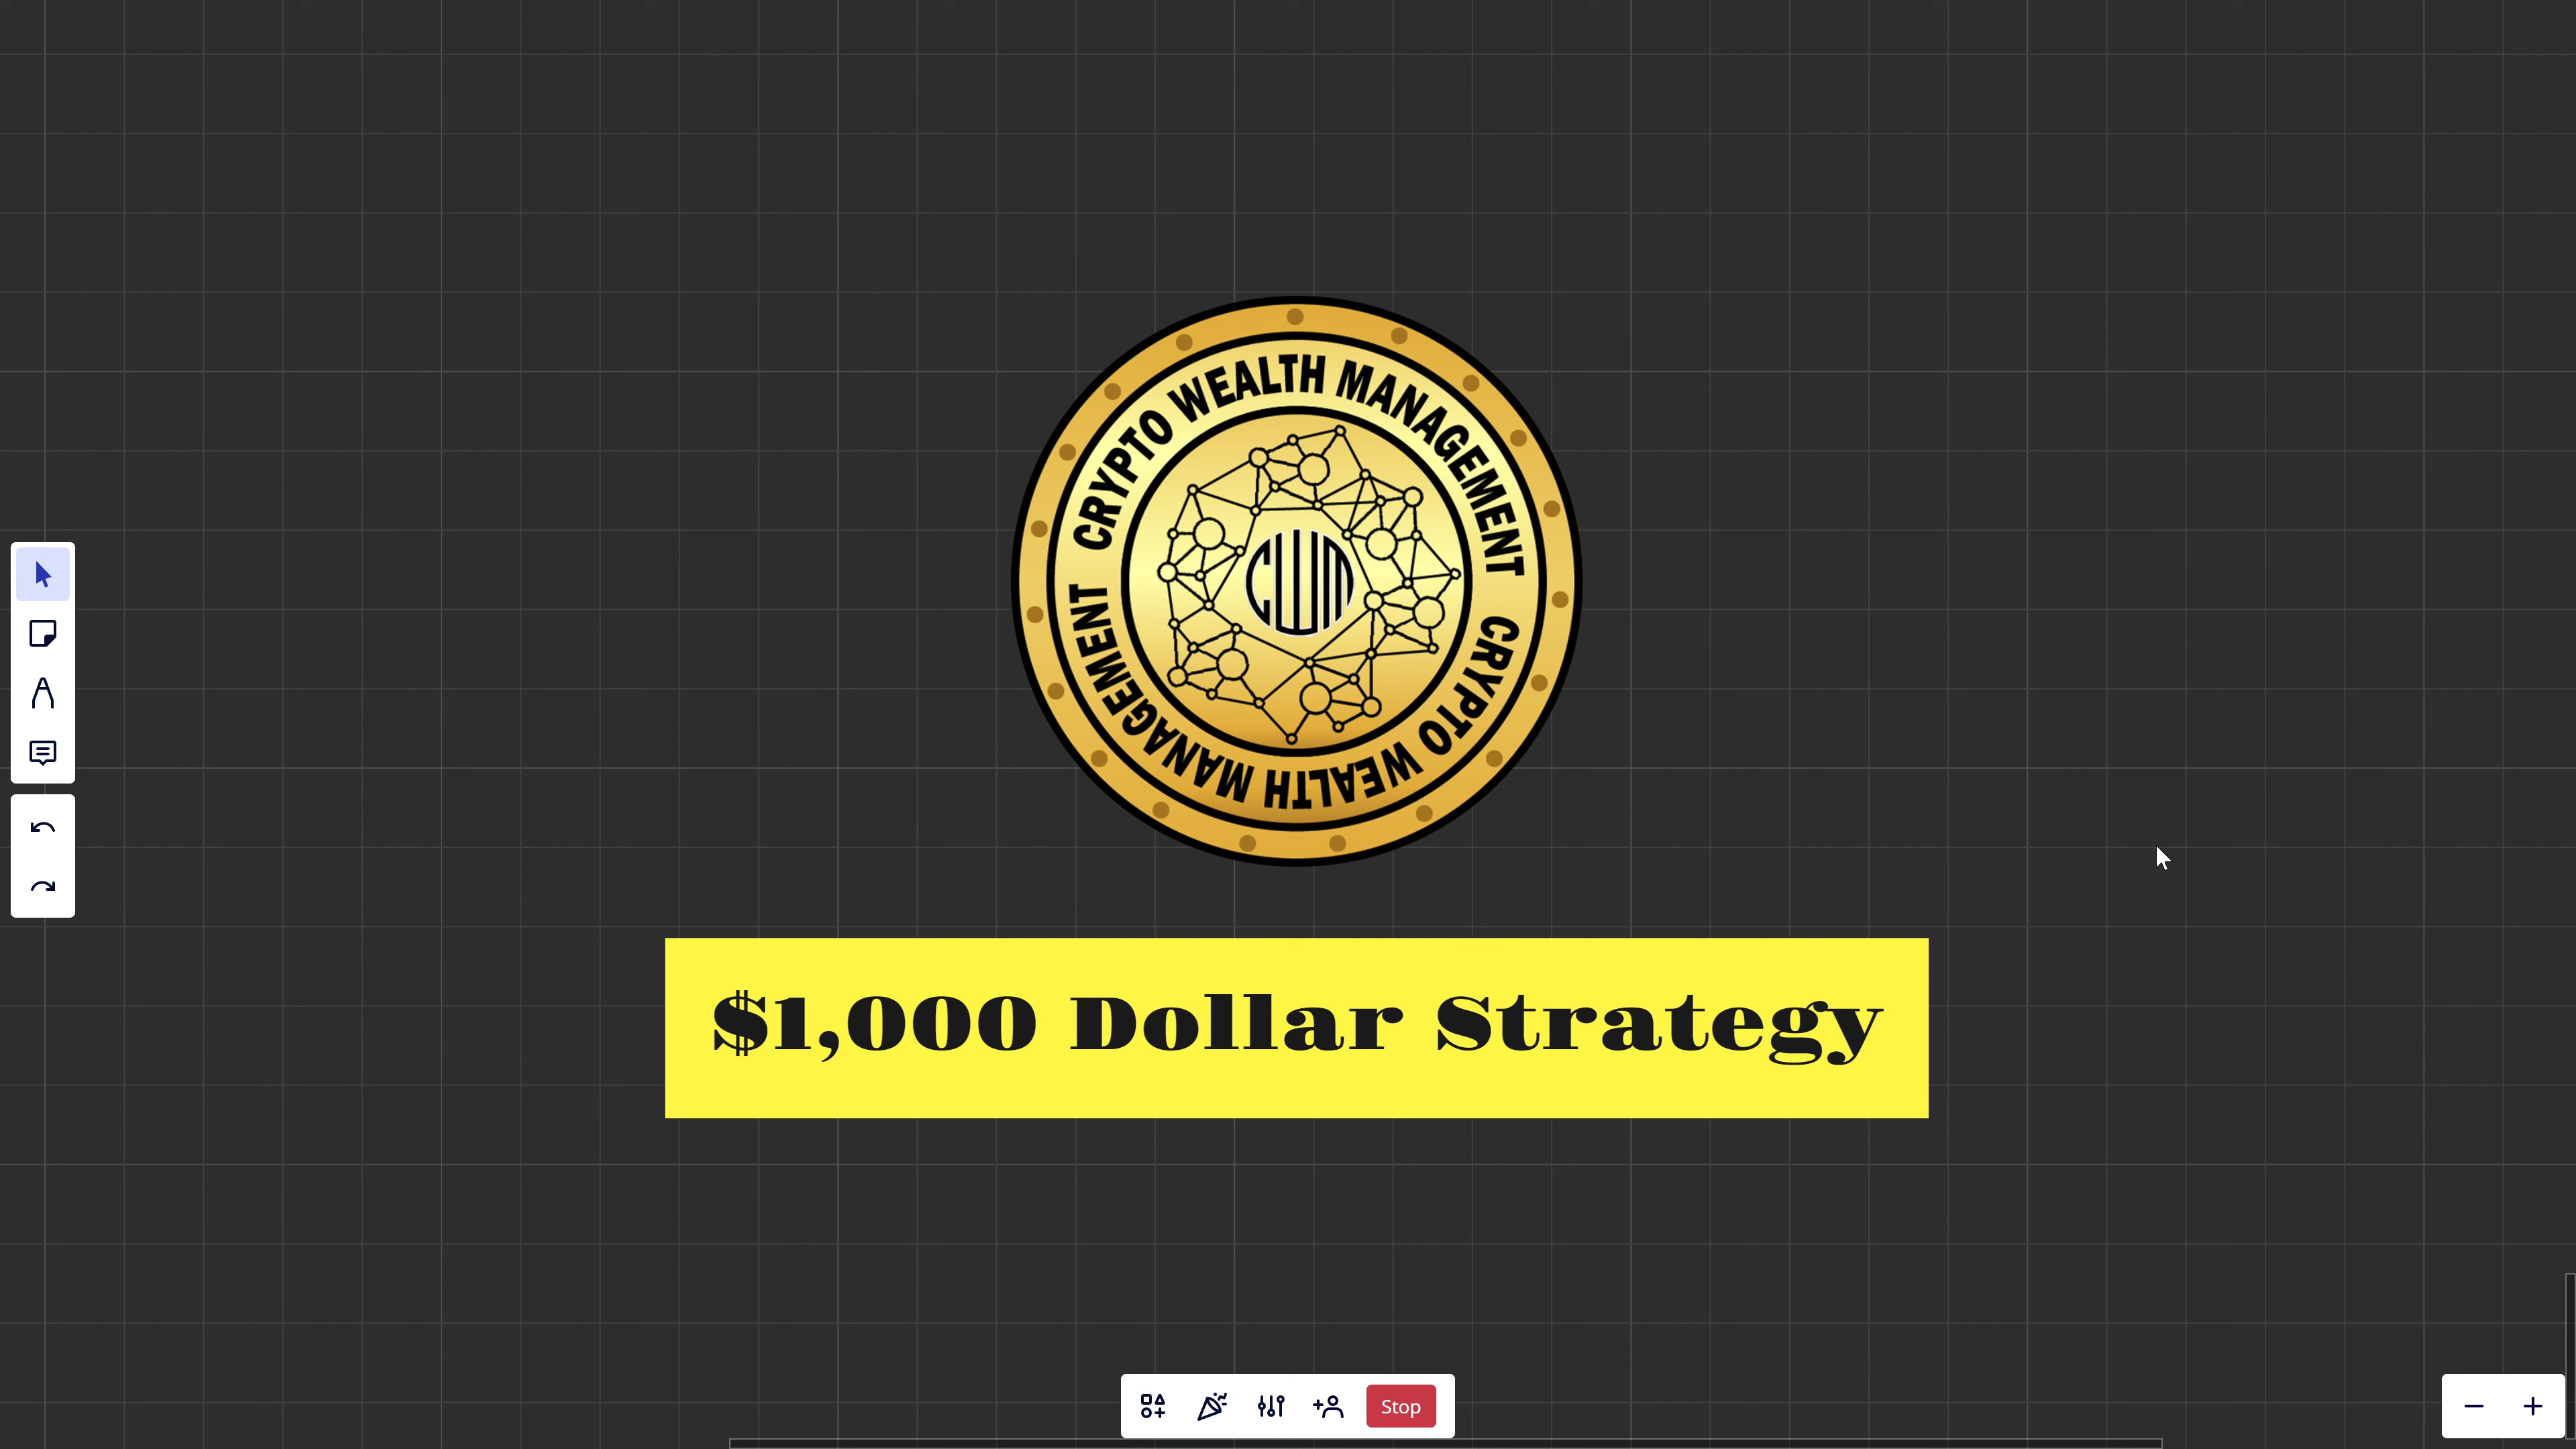 CRYPTO WEALTH MANAGEMENT
CWM
CRYPTO WEALTH MANAGEMENT
$1,000 Dollar Strategy
Stop